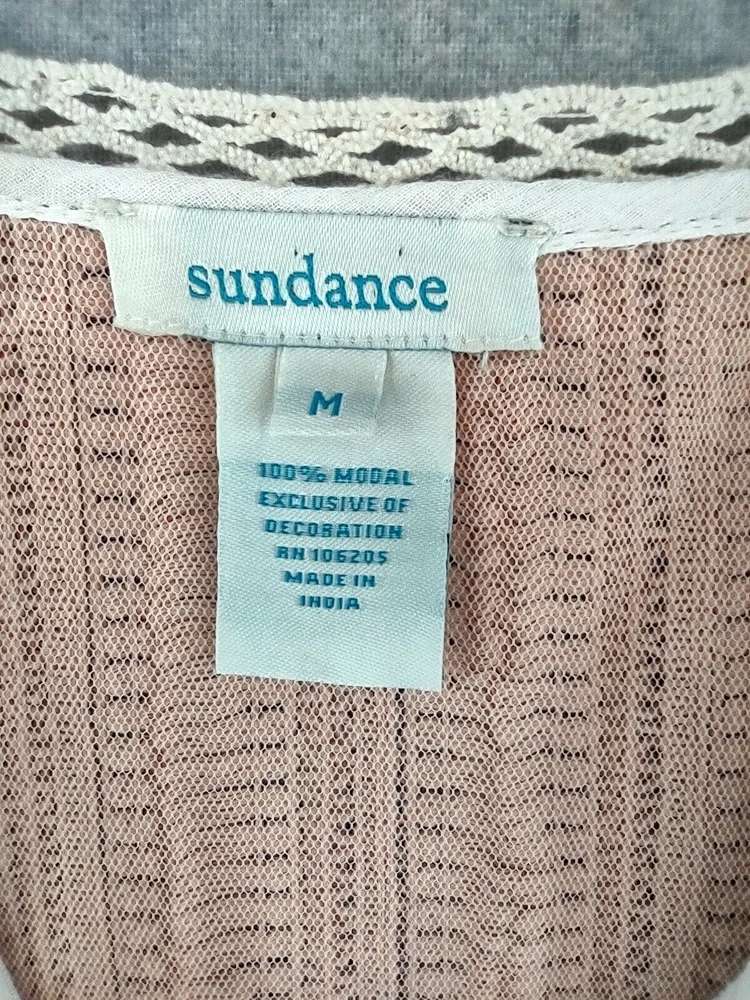 sundance
M
100% MODAL
EXCLUSIVE OF
DECORATION
RN 106205
MADE IN
INDIA